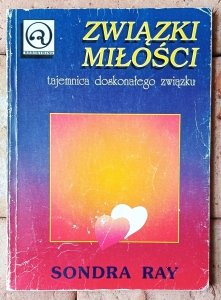 ZWIĄZKI
MIŁOŚCI
tajemnica doskonałego związku
SONDRA RAY